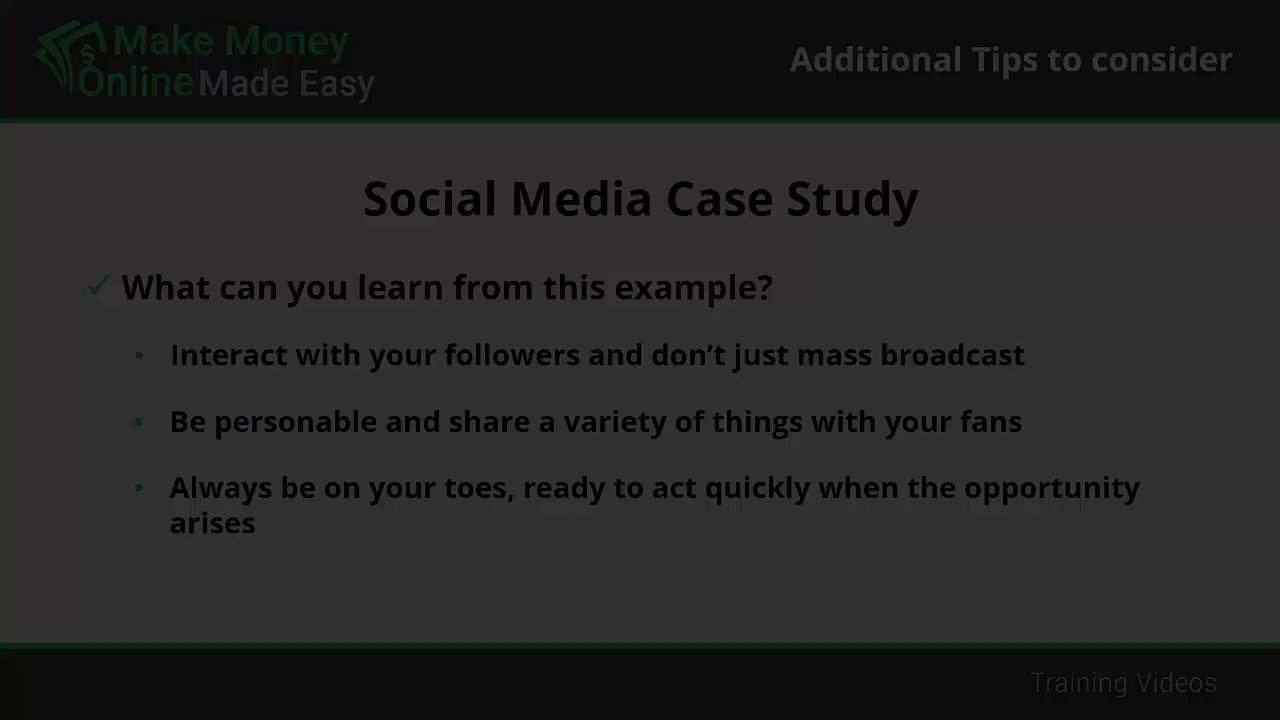 Make Money
Online Made Easy
Additional Tips to consider
Social Media Case Study
What can you learn from this example?
Interact with your followers and don’t just mass broadcast
Be personable and share a variety of things with your fans
Always be on your toes, ready to act quickly when the opportunity
arises
Training Videos